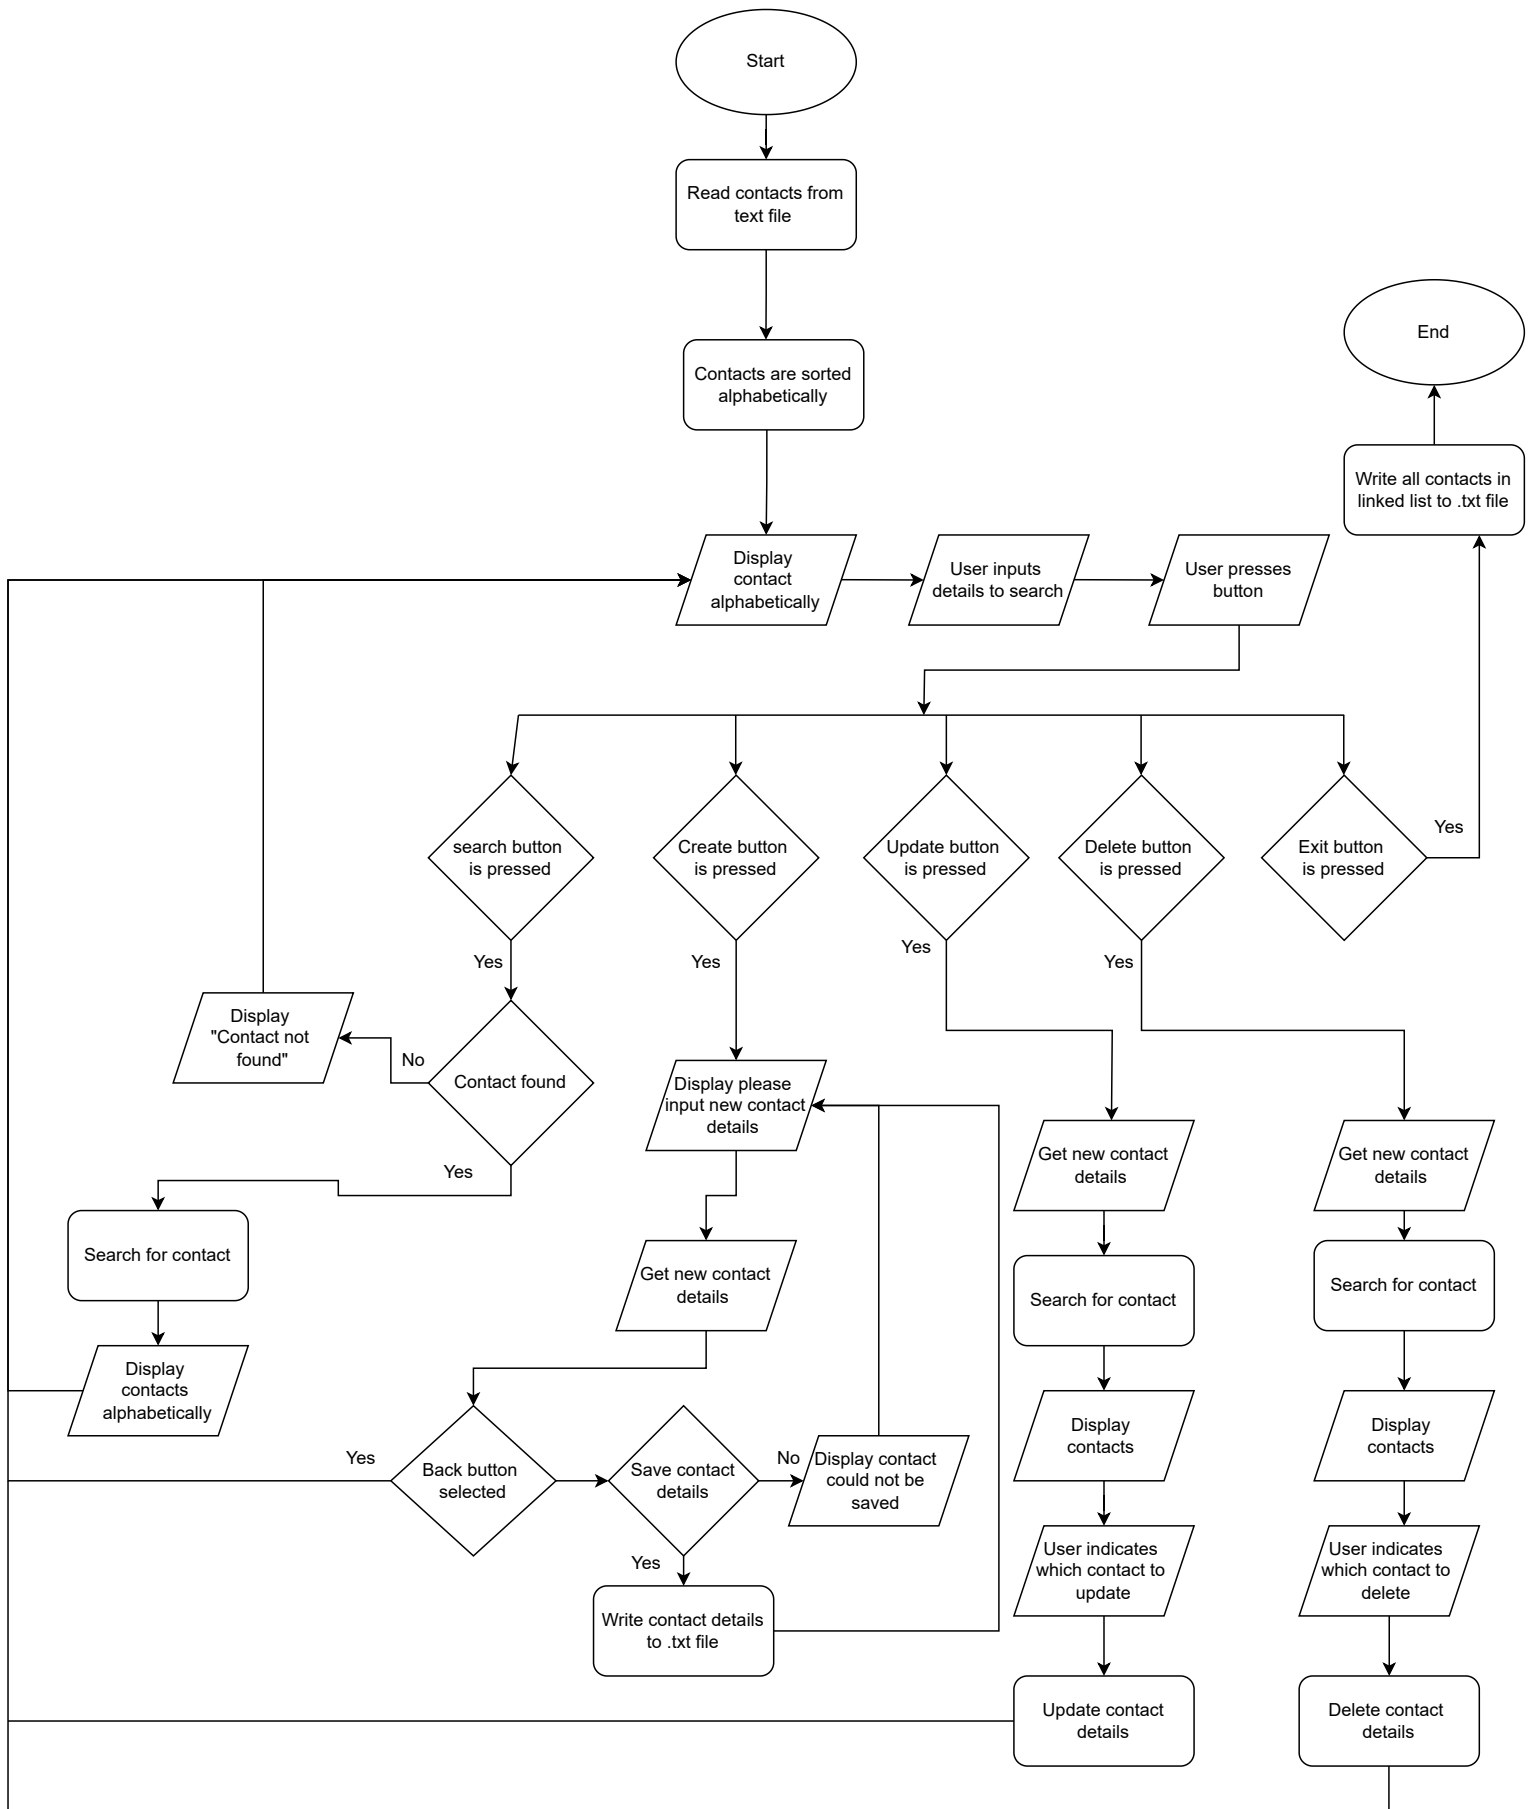 Start
Read contacts from
text file
Contacts are sorted
alphabetically
End
Write all contacts in
linked list to .txt file
Display
contact
alphabetically
User inputs
details to search
User presses
button
search button
is pressed
Create button
is pressed
Update button
is pressed
Delete button
is pressed
Exit button
is pressed
Yes
Yes
Yes
Yes
Yes
Display
"Contact not
found"
No
Contact found
Yes
Display please
input new contact
details
Get new contact
details
Get new contact
details
Search for contact
Get new contact
details
Search for contact
Search for contact
Display
contacts
alphabetically
Yes
Back button
selected
Save contact
details
No
Display contact
could not be
saved
Display
contacts
Display
contacts
Yes
Write contact details
to .txt file
User indicates
which contact to
update
User indicates
which contact to
delete
Update contact
details
Delete contact
details